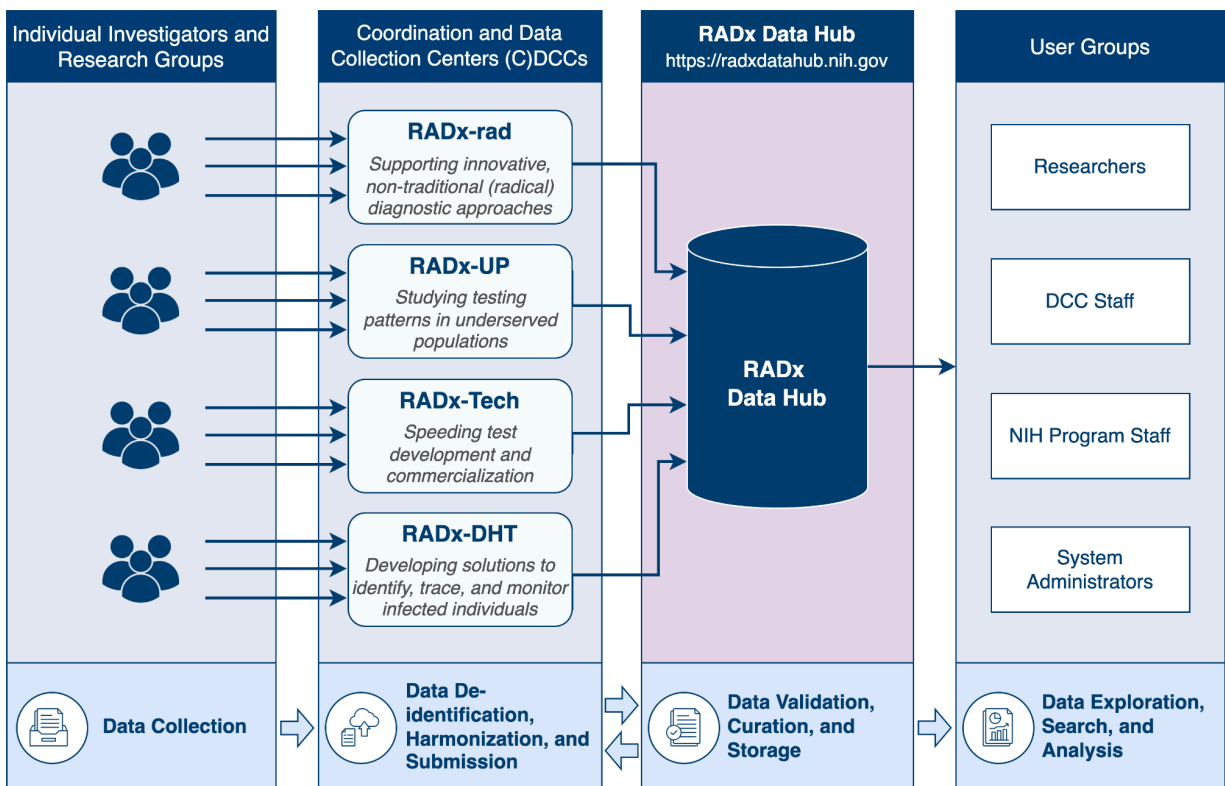 Individual Investigators and
Research Groups
Coordination and Data
Collection Centers (C)DCCs
RADx Data Hub
https://radxdatahub.nih.gov
User Groups
RADx-rad
Supporting innovative,
non-traditional (radical)
diagnostic approaches
RADx-UP
Studying testing
patterns in underserved
populations
RADx-Tech
Speeding test
development and
commercialization
RADx-DHT
Developing solutions to
identify, trace, and monitor
infected individuals
RADx
Data Hub
Researchers
DCC Staff
NIH Program Staff
System
Administrators
Data Collection
Data De-
identification,
Harmonization, and
Submission
Data Validation,
Curation, and
Storage
Data Exploration,
Search, and
Analysis